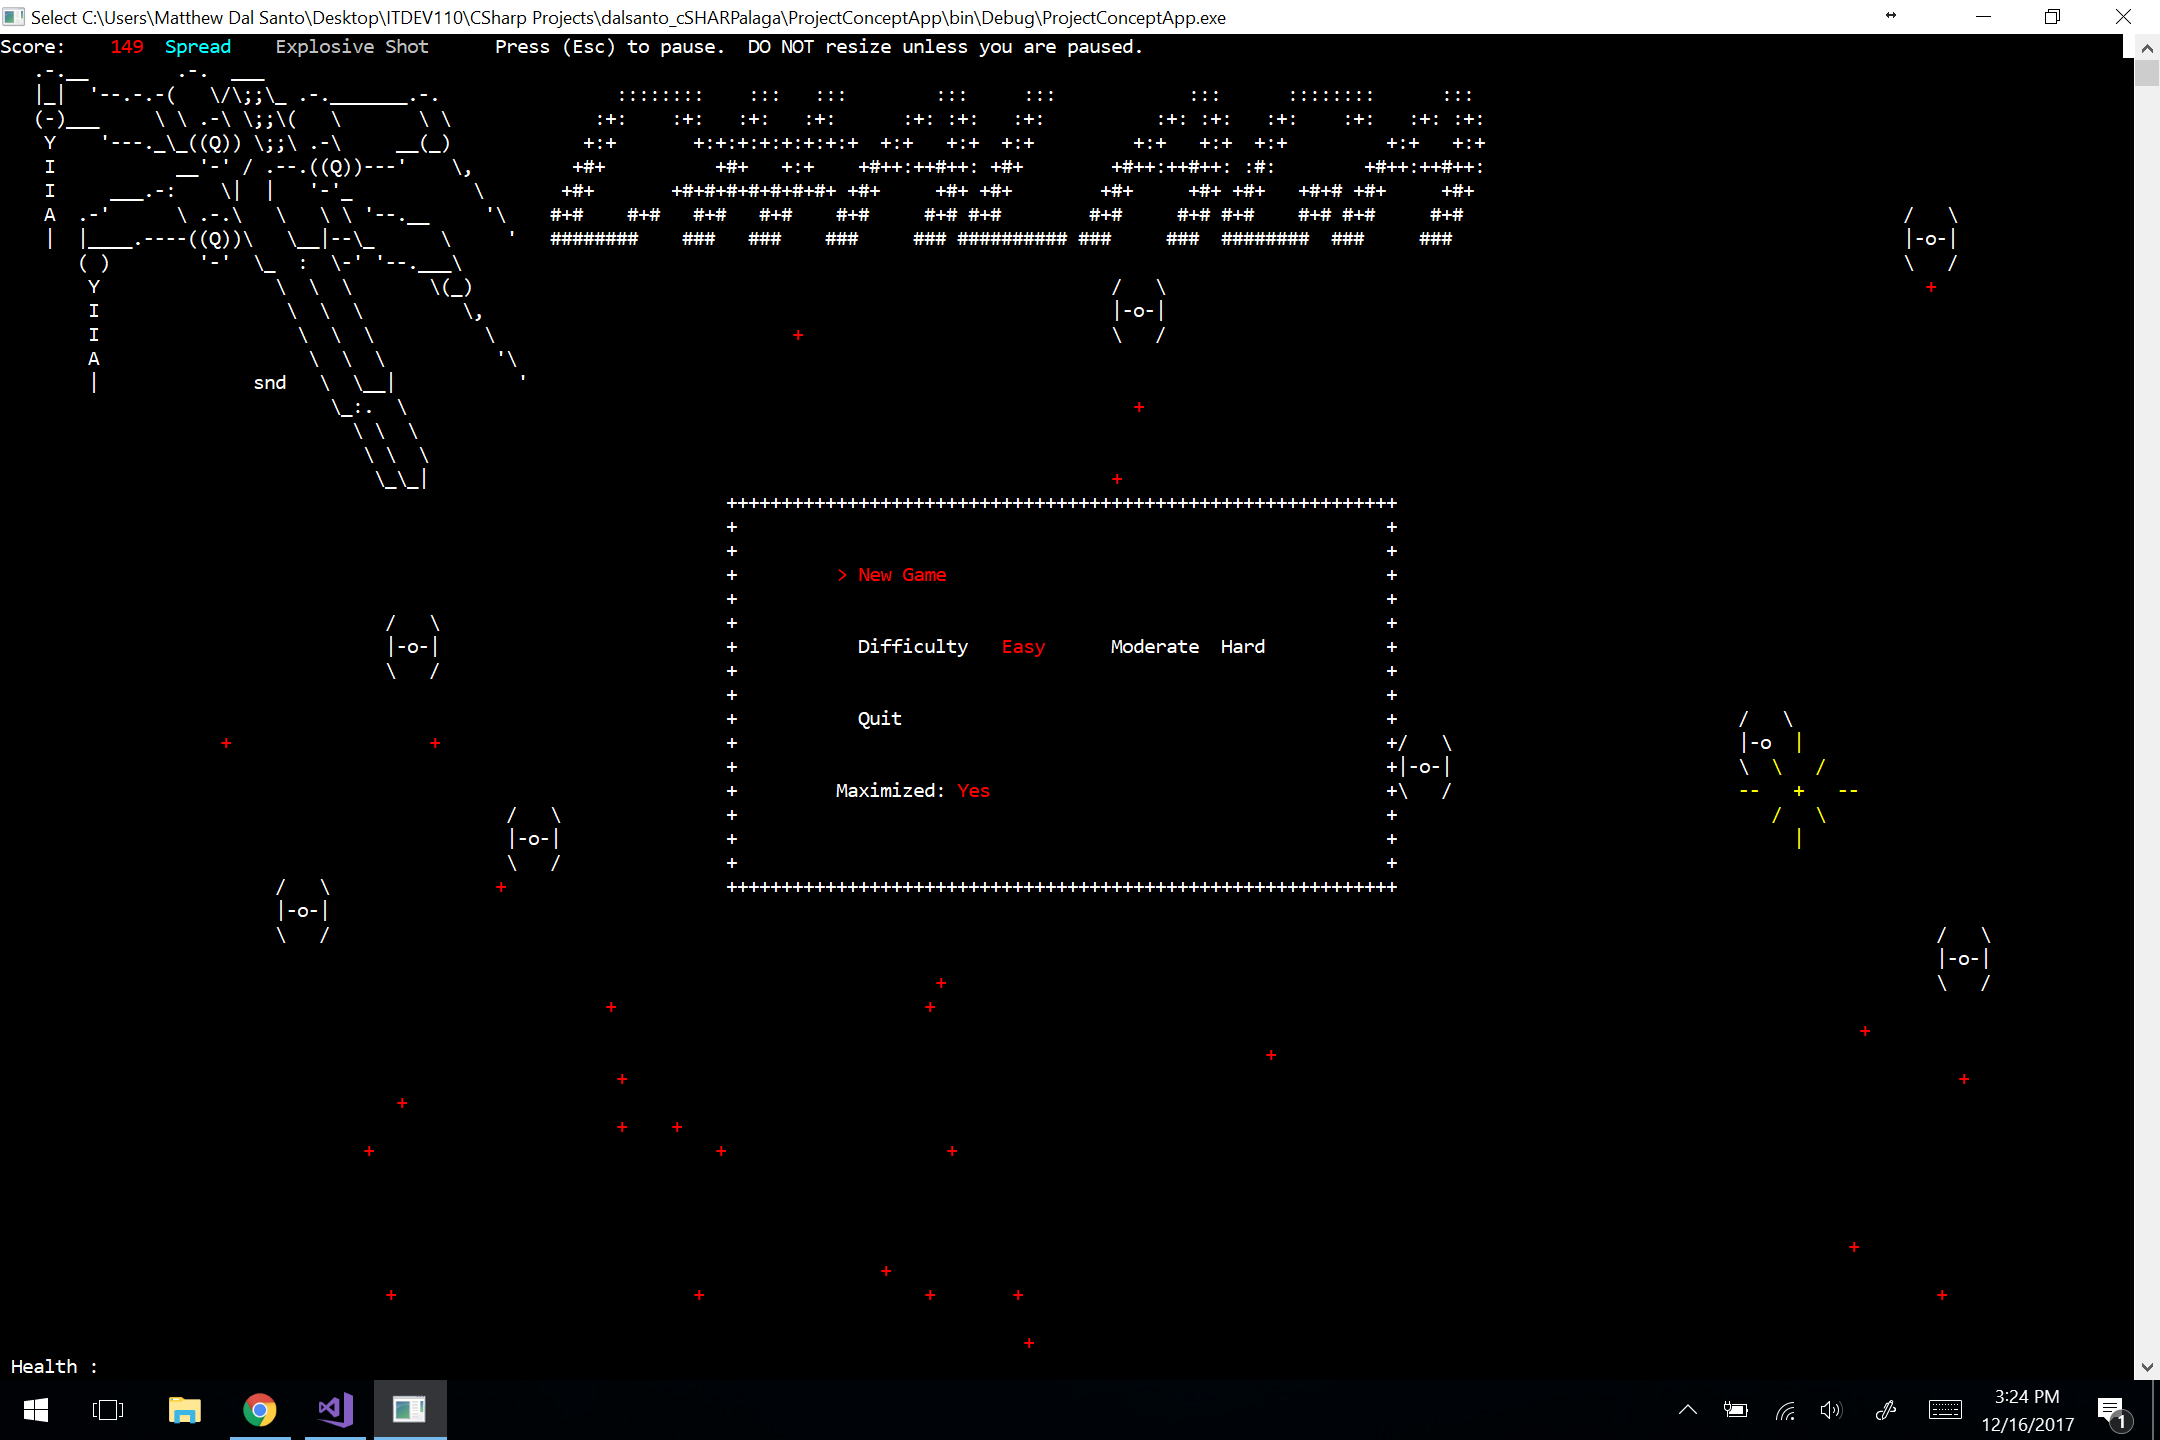 Select C:\Users\Matthew Dal Santo\Desktop\ITDEV110\CSharp Projects\dalsanto_cSHARPalaga\ProjectConceptApp\bin\Debug\ProjectConceptApp.exe
Score: 149 Spread Explosive Shot Press (Esc) to pause. DO NOT resize unless you are paused.
snd
> New Game
Difficulty Easy Moderate Hard
Quit
Maximized: Yes
Health :
3:24 PM
12/16/2017
1